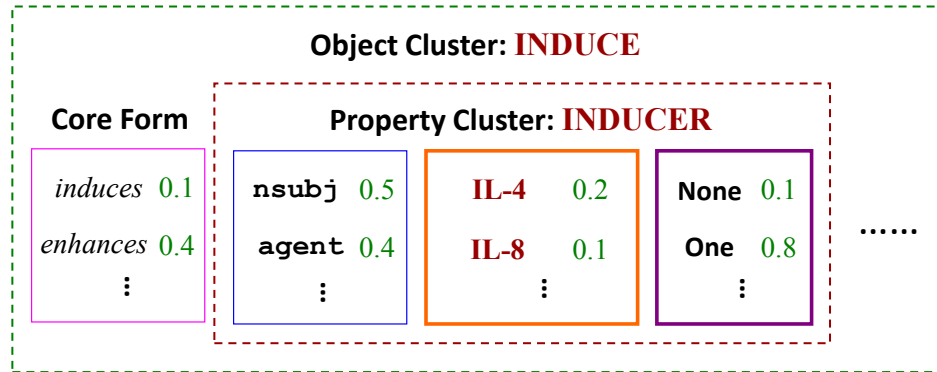 Object Cluster: INDUCE
Core Form
Property Cluster: INDUCER
induces 0.1
enhances 0.4
⋮
nsubj 0.5
agent 0.4
⋮
IL-4 0.2
IL-8 0.1
⋮
None 0.1
One 0.8
⋮
……